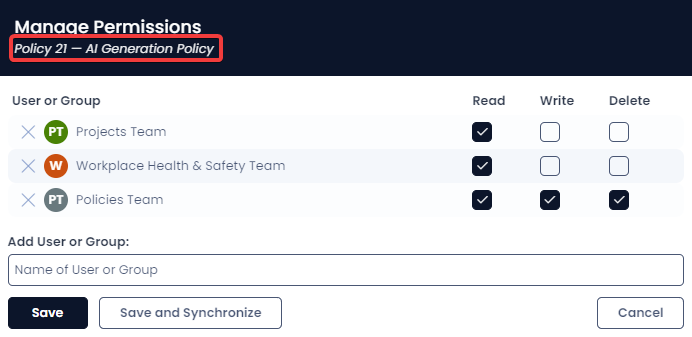 Manage Permissions
Policy 21 — AI Generation Policy
User or Group Read Write Delete
PT Projects Team
W Workplace Health & Safety Team
PT Policies Team
Add User or Group:
Name of User or Group
Save Save and Synchronize Cancel